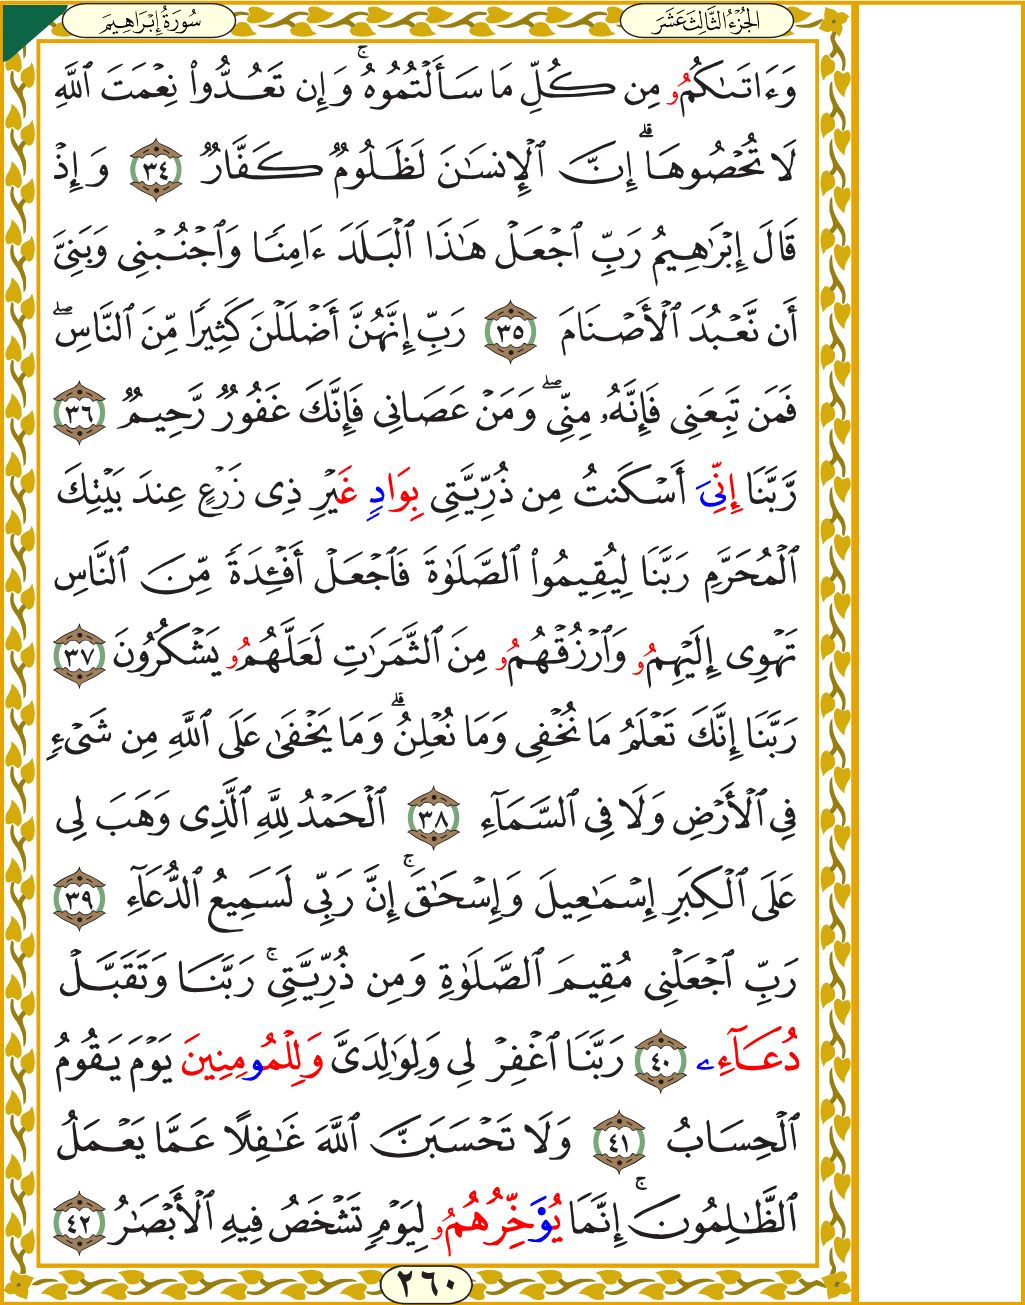 الجُزْءُ الثَّالِثَ عَشَرَ
سُورَةُ إِبْرَاهِيمَ
وَءَاتَىٰكُمُۥ مِن كُلِّ مَا سَأَلْتُمُوهُۚ وَإِن تَعُدُّواْ نِعْمَتَ ٱللَّهِ
لَا تُحْصُوهَاۗ إِنَّ ٱلْإِنسَٰنَ لَظَلُومٌ كَفَّارٌ ٣٤ وَإِذْ
قَالَ إِبْرَٰهِيمُ رَبِّ ٱجْعَلْ هَٰذَا ٱلْبَلَدَ ءَامِنًا وَٱجْنُبْنِى وَبَنِىَّ
أَن نَّعْبُدَ ٱلْأَصْنَامَ ٣٥ رَبِّ إِنَّهُنَّ أَضْلَلْنَ كَثِيرًا مِّنَ ٱلنَّاسِۖ
فَمَن تَبِعَنِى فَإِنَّهُۥ مِنِّىۖ وَمَنْ عَصَانِى فَإِنَّكَ غَفُورٌ رَّحِيمٌ ٣٦
رَّبَّنَا إِنِّىَ أَسْكَنتُ مِن ذُرِّيَّتِى بِوَادٍ غَيْرِ ذِى زَرْعٍ عِندَ بَيْتِكَ
ٱلْمُحَرَّمِ رَبَّنَا لِيُقِيمُواْ ٱلصَّلَوٰةَ فَٱجْعَلْ أَفْـِٔدَةً مِّنَ ٱلنَّاسِ
تَهْوِى إِلَيْهِمُۥ وَٱرْزُقْهُمُۥ مِنَ ٱلثَّمَرَٰتِ لَعَلَّهُمُۥ يَشْكُرُونَ ٣٧
رَبَّنَا إِنَّكَ تَعْلَمُ مَا نُخْفِى وَمَا نُعْلِنُۗ وَمَا يَخْفَىٰ عَلَى ٱللَّهِ مِن شَىْءٍ
فِى ٱلْأَرْضِ وَلَا فِى ٱلسَّمَآءِ ٣٨ ٱلْحَمْدُ لِلَّهِ ٱلَّذِى وَهَبَ لِى
عَلَى ٱلْكِبَرِ إِسْمَٰعِيلَ وَإِسْحَٰقَۚ إِنَّ رَبِّى لَسَمِيعُ ٱلدُّعَآءِ ٣٩
رَبِّ ٱجْعَلْنِى مُقِيمَ ٱلصَّلَوٰةِ وَمِن ذُرِّيَّتِىۚ رَبَّنَا وَتَقَبَّلْ
دُعَآءِۦ ٤٠ رَبَّنَا ٱغْفِرْ لِى وَلِوَٰلِدَىَّ وَلِلْمُومِنِينَ يَوْمَ يَقُومُ
ٱلْحِسَابُ ٤١ وَلَا تَحْسَبَنَّ ٱللَّهَ غَٰفِلًا عَمَّا يَعْمَلُ
ٱلظَّٰلِمُونَۚ إِنَّمَا يُوَخِّرُهُمُۥ لِيَوْمٍ تَشْخَصُ فِيهِ ٱلْأَبْصَٰرُ ٤٢
٢٦٠